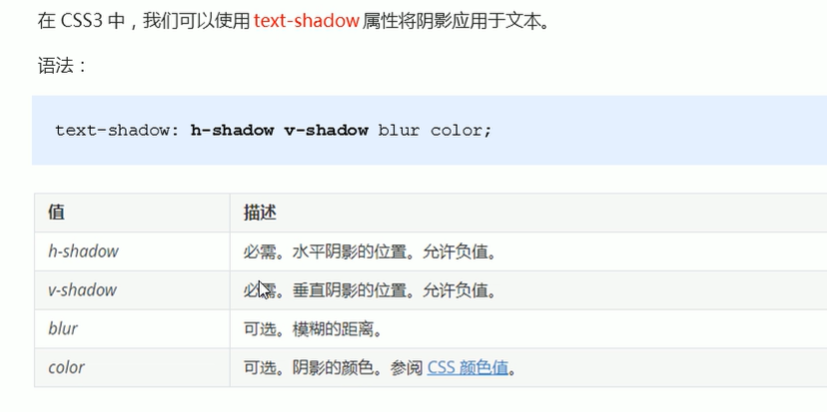 在 CSS3 中，我们可以使用 text-shadow 属性将阴影应用于文本。
语法：
text-shadow: h-shadow v-shadow blur color;
值 描述
h-shadow 必需。水平阴影的位置。允许负值。
v-shadow 必需。垂直阴影的位置。允许负值。
blur 可选。模糊的距离。
color 可选。阴影的颜色。参阅 CSS 颜色值。